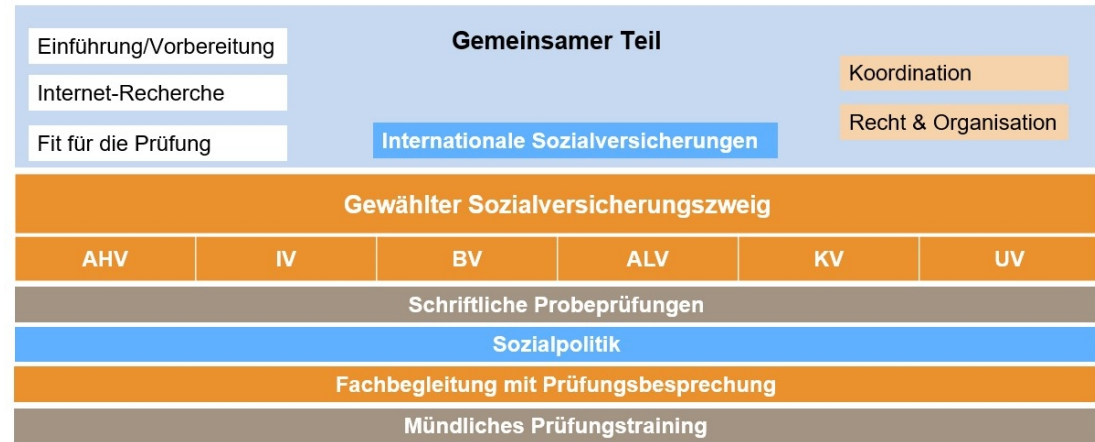 Gemeinsamer Teil
Einführung/Vorbereitung
Internet-Recherche
Fit für die Prüfung
Internationale Sozialversicherungen
Koordination
Recht & Organisation
Gewählter Sozialversicherungszweig
AHV IV BV ALV KV UV
Schriftliche Probeprüfungen
Sozialpolitik
Fachbegleitung mit Prüfungsbesprechung
Mündliches Prüfungstraining